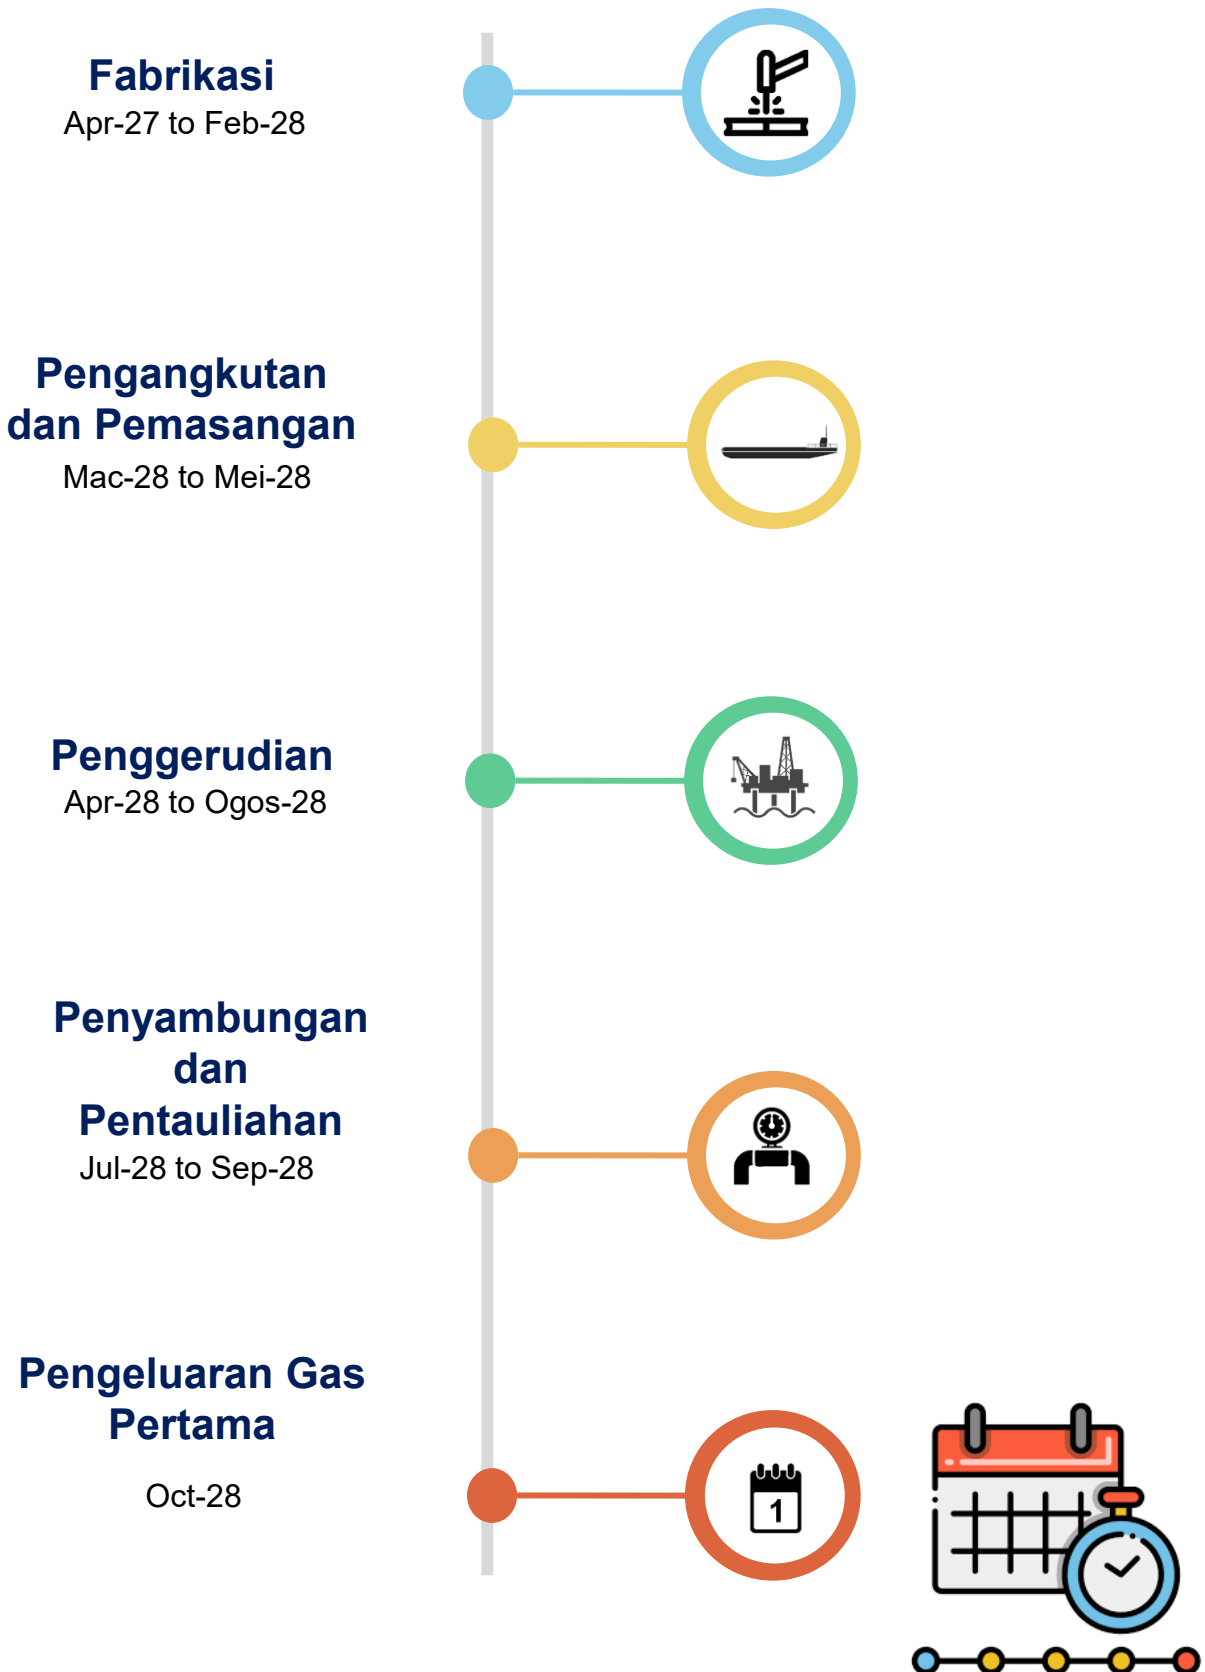 Fabrikasi
Apr-27 to Feb-28
Pengangkutan
dan Pemasangan
Mac-28 to Mei-28
Penggerudian
Apr-28 to Ogos-28
Penyambungan
dan
Pentauliahan
Jul-28 to Sep-28
Pengeluaran Gas
Pertama
Oct-28
1